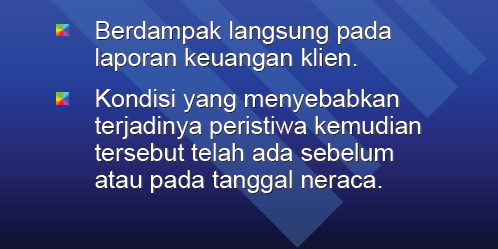 Berdampak langsung pada
laporan keuangan klien.
Kondisi yang menyebabkan
terjadinya peristiwa kemudian
tersebut telah ada sebelum
atau pada tanggal neraca.